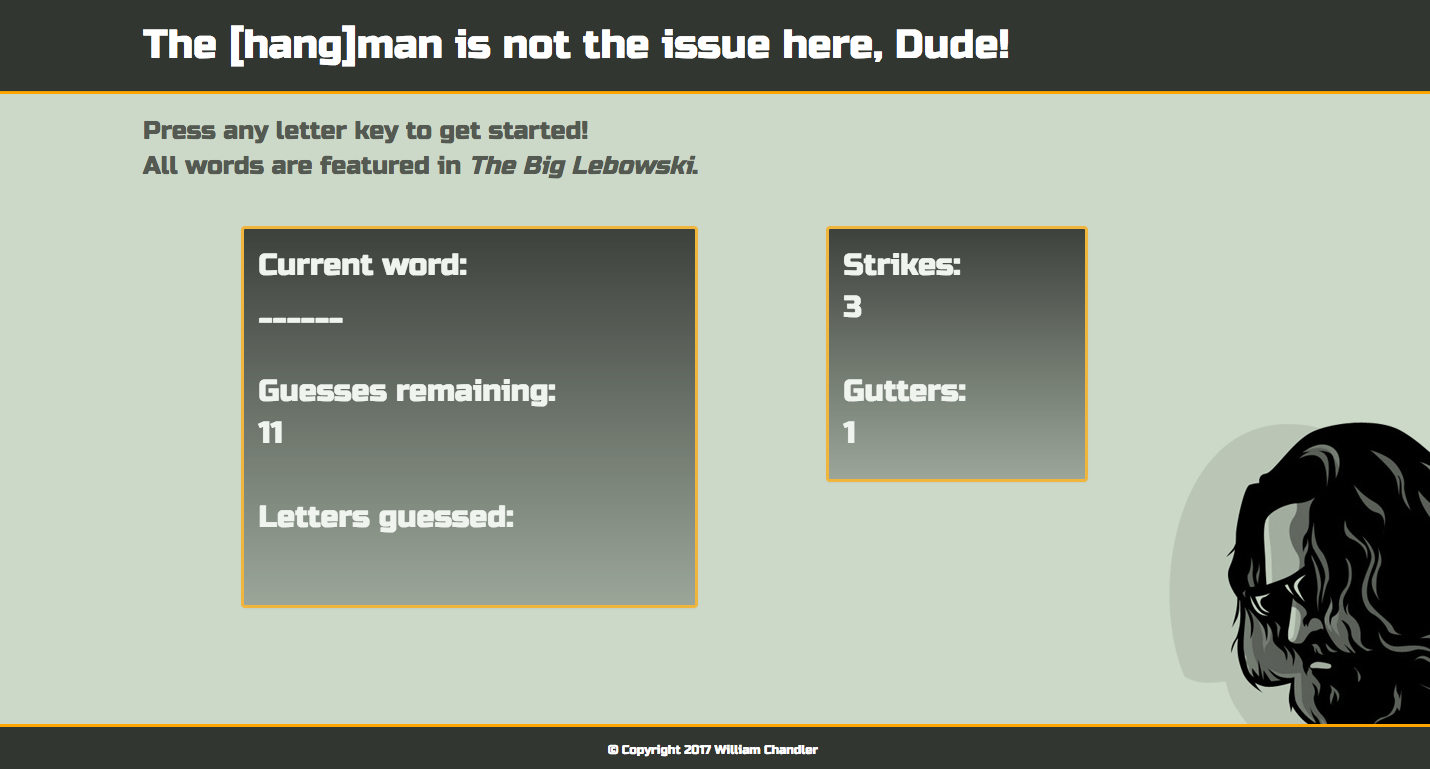 The [hang]man is not the issue here, Dude!
Press any letter key to get started!
All words are featured in The Big Lebowski.
Current word:
______
Guesses remaining:
11
Letters guessed:
Strikes:
3
Gutters:
1
© Copyright 2017 William Chandler